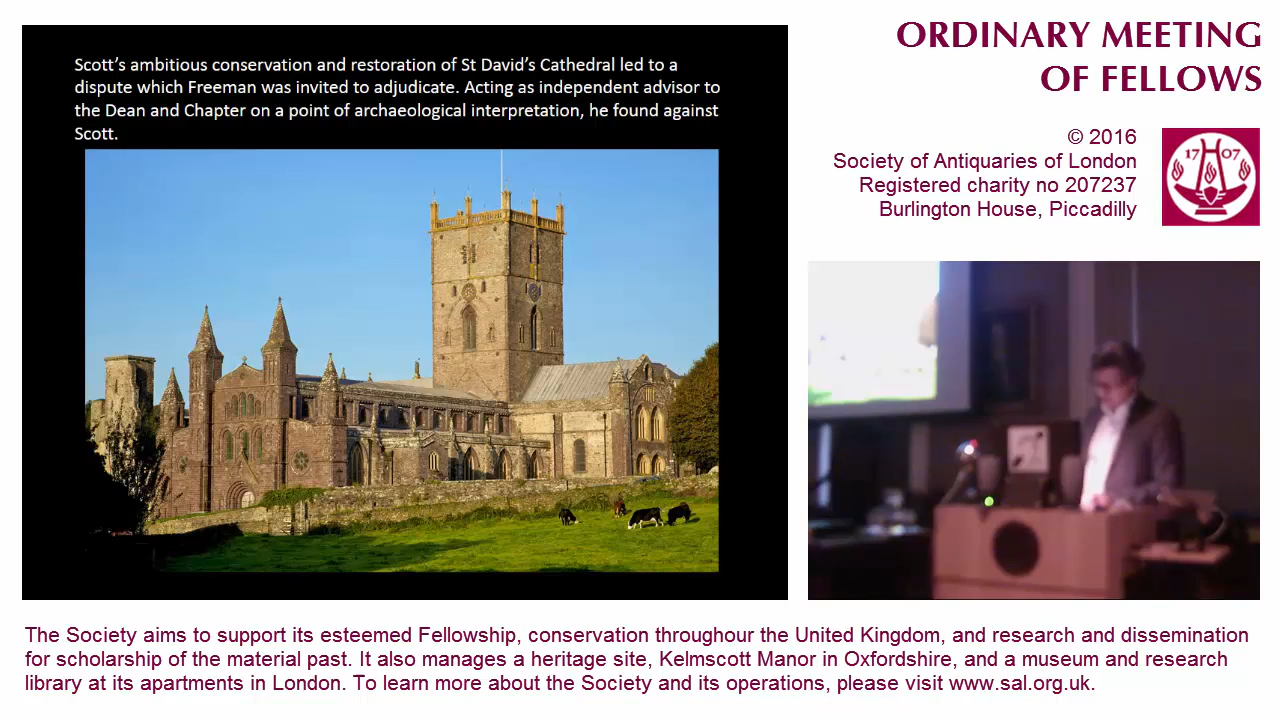 Scott's ambitious conservation and restoration of St David's Cathedral led to a
dispute which Freeman was invited to adjudicate. Acting as independent advisor to
the Dean and Chapter on a point of archaeological interpretation, he found against
Scott.
ORDINARY MEETING
OF FELLOWS
© 2016
Society of Antiquaries of London
Registered charity no 207237
Burlington House, Piccadilly
17 07
The Society aims to support its esteemed Fellowship, conservation throughour the United Kingdom, and research and dissemination
for scholarship of the material past. It also manages a heritage site, Kelmscott Manor in Oxfordshire, and a museum and research
library at its apartments in London. To learn more about the Society and its operations, please visit www.sal.org.uk.